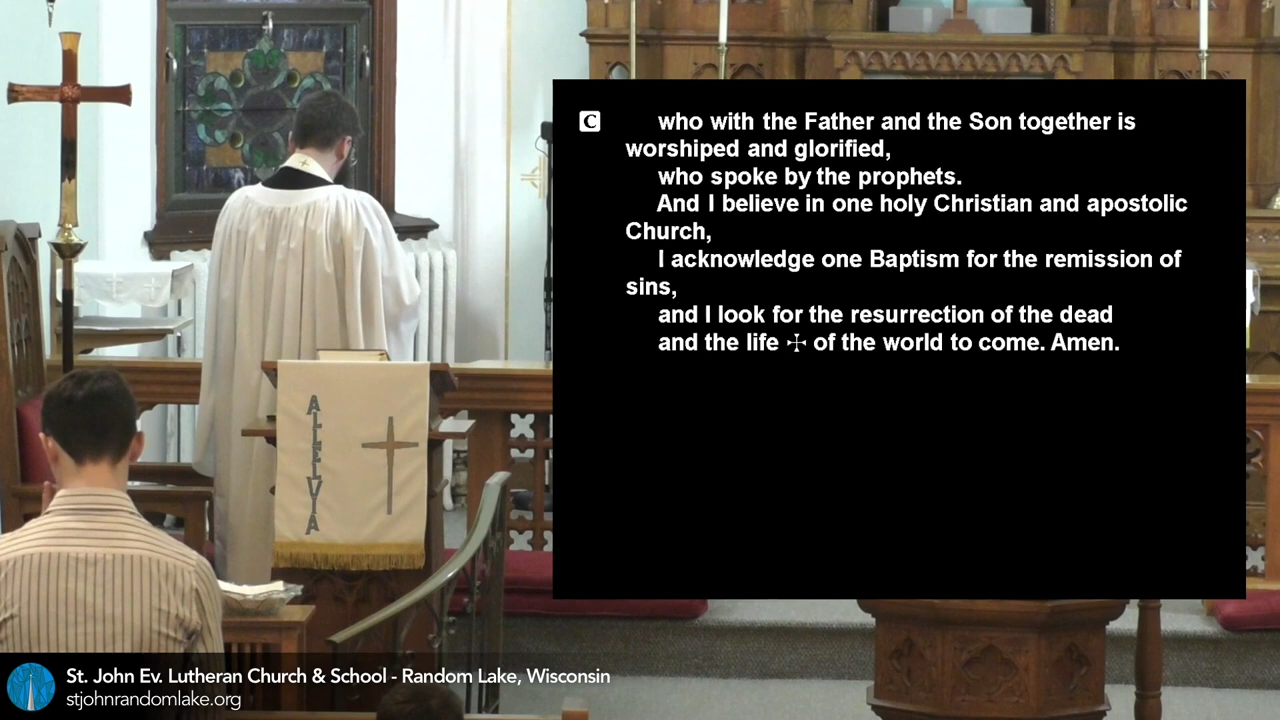 C who with the Father and the Son together is
worshiped and glorified,
who spoke by the prophets.
And I believe in one holy Christian and apostolic
Church,
I acknowledge one Baptism for the remission of
sins,
and I look for the resurrection of the dead
and the life ☩ of the world to come. Amen.
ALLELVIA
St. John Ev. Lutheran Church & School - Random Lake, Wisconsin
stjohnrandomlake.org